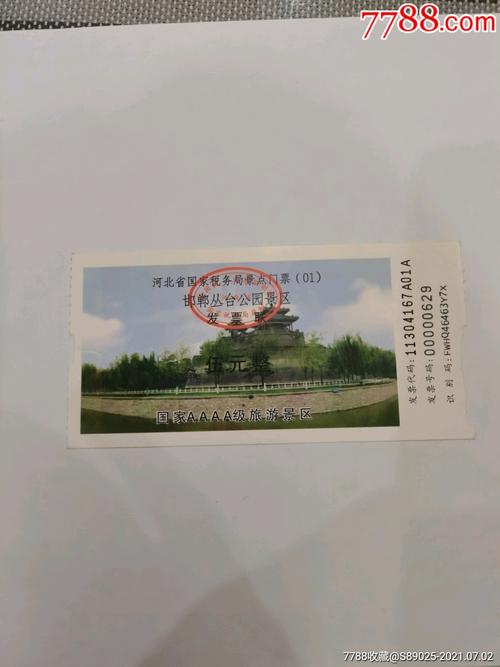 7788.com
河北省国家税务局景点门票(01)
邯郸丛台公园景区
发票联
伍元整
国家AAAA级旅游景区
发票代码:11304167A01A
发票号码:00000629
识别码:FWHQ46463Y7X
7788收藏@S89025-2021.07.02